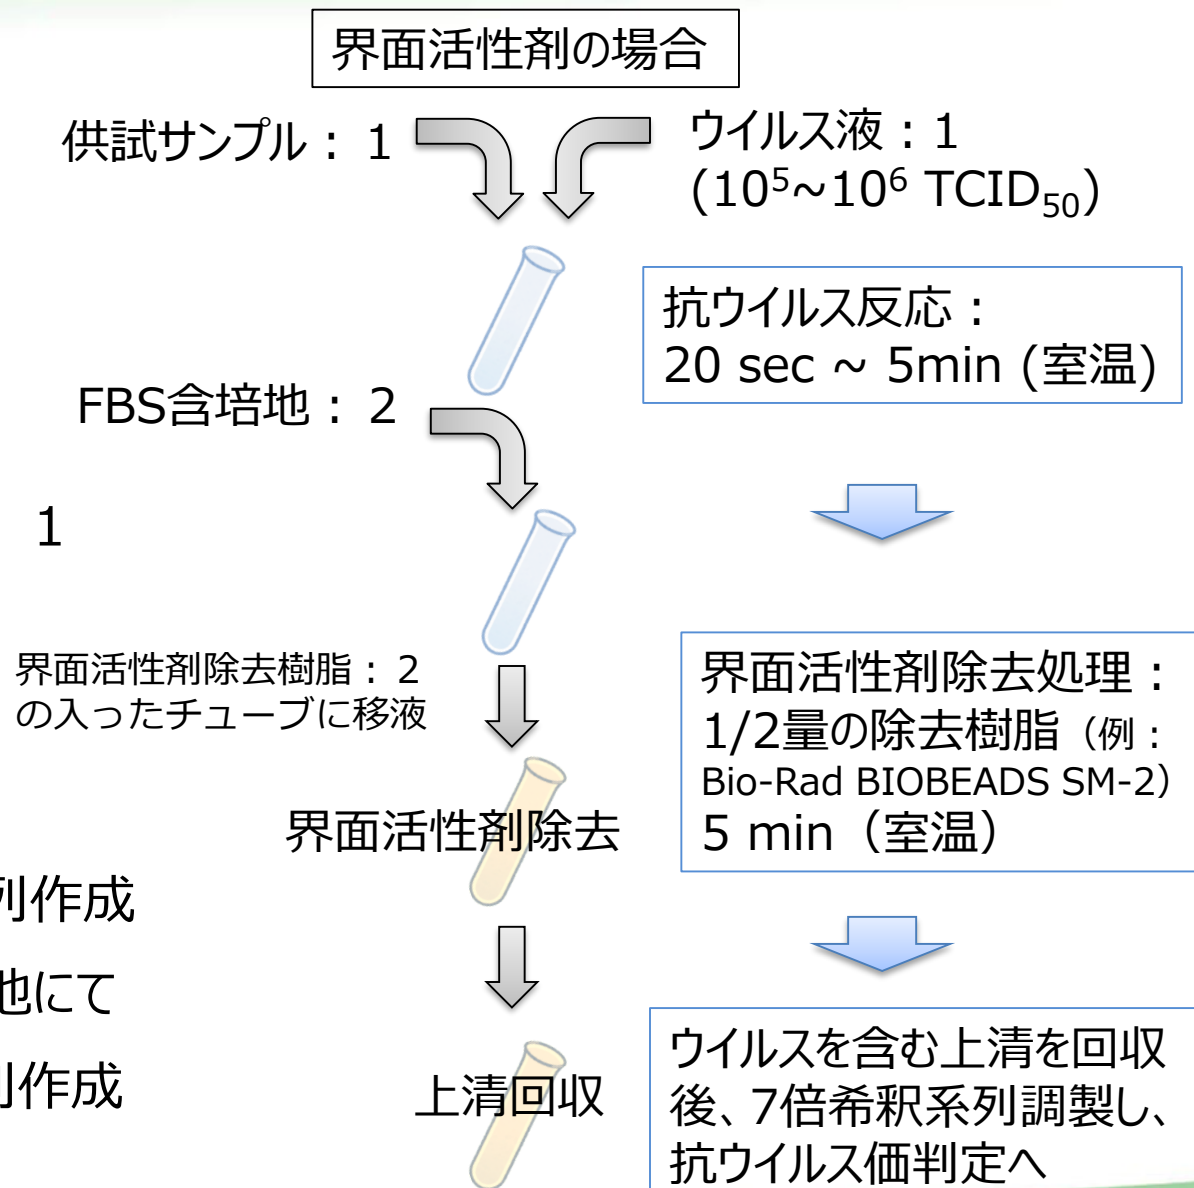 界面活性剤の場合
供試サンプル：1
ウイルス液：1
(10⁵~10⁶ TCID₅₀)
抗ウイルス反応：
20 sec ~ 5min (室温)
FBS含培地：2
1
界面活性剤除去樹脂：2
の入ったチューブに移液
界面活性剤除去処理：
1/2量の除去樹脂（例：
Bio-Rad BIOBEADS SM-2）
5 min（室温）
界面活性剤除去
列作成
地にて
列作成
上清回収
ウイルスを含む上清を回収
後、7倍希釈系列調製し、
抗ウイルス価判定へ